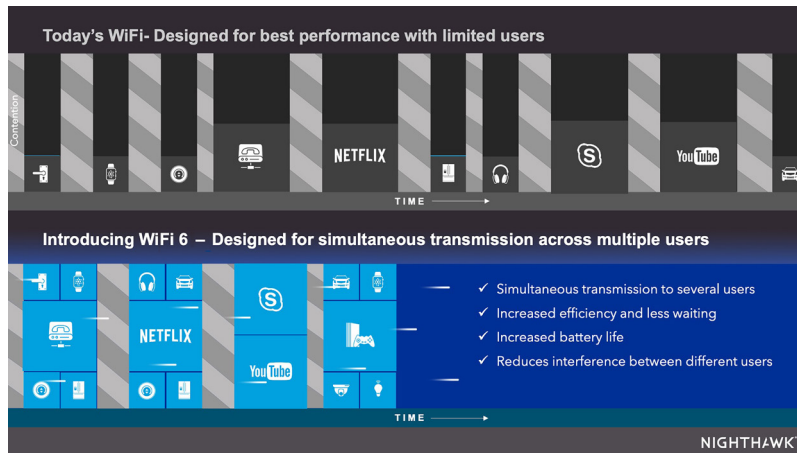 Today's WiFi- Designed for best performance with limited users
Contention
NETFLIX
S
YouTube
TIME
Introducing WiFi 6 – Designed for simultaneous transmission across multiple users
S
NETFLIX
YouTube
✓ Simultaneous transmission to several users
✓ Increased efficiency and less waiting
✓ Increased battery life
✓ Reduces interference between different users
TIME
NIGHTHAWK